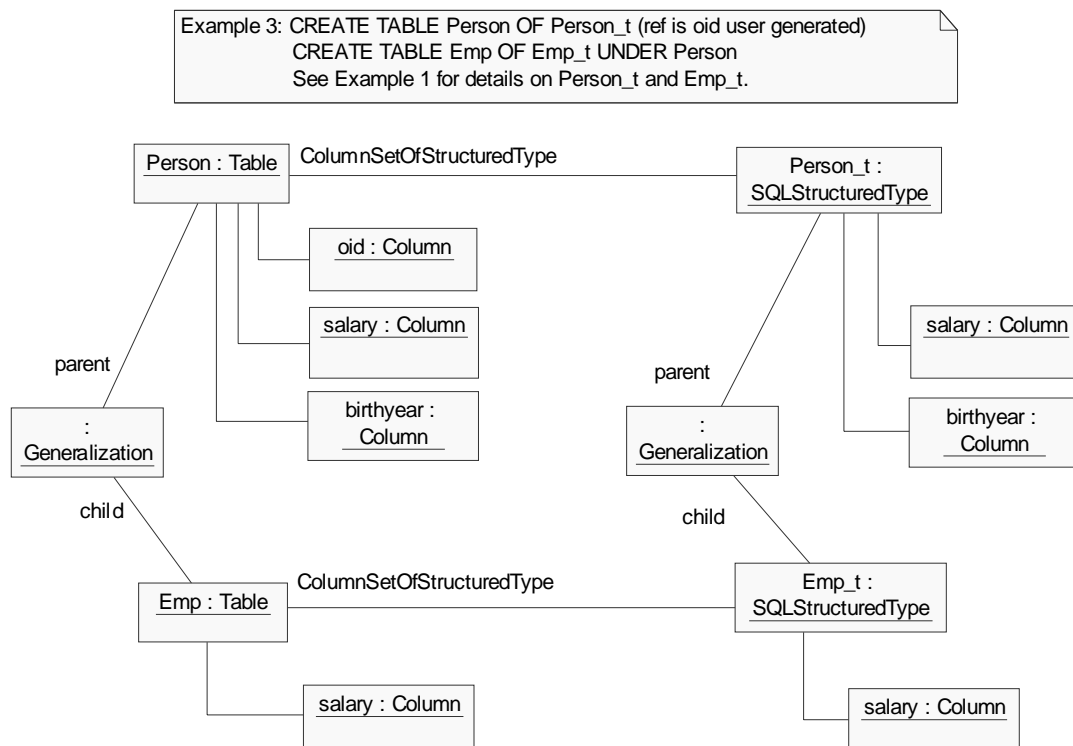 Example 3: CREATE TABLE Person OF Person_t (ref is oid user generated)
CREATE TABLE Emp OF Emp_t UNDER Person
See Example 1 for details on Person_t and Emp_t.
Person : Table
ColumnSetOfStructuredType
Person_t :
SQLStructuredType
oid : Column
salary : Column
salary : Column
parent
parent
birthyear :
Column
birthyear :
Column
:
Generalization
:
Generalization
child
child
Emp : Table
ColumnSetOfStructuredType
Emp_t :
SQLStructuredType
salary : Column
salary : Column